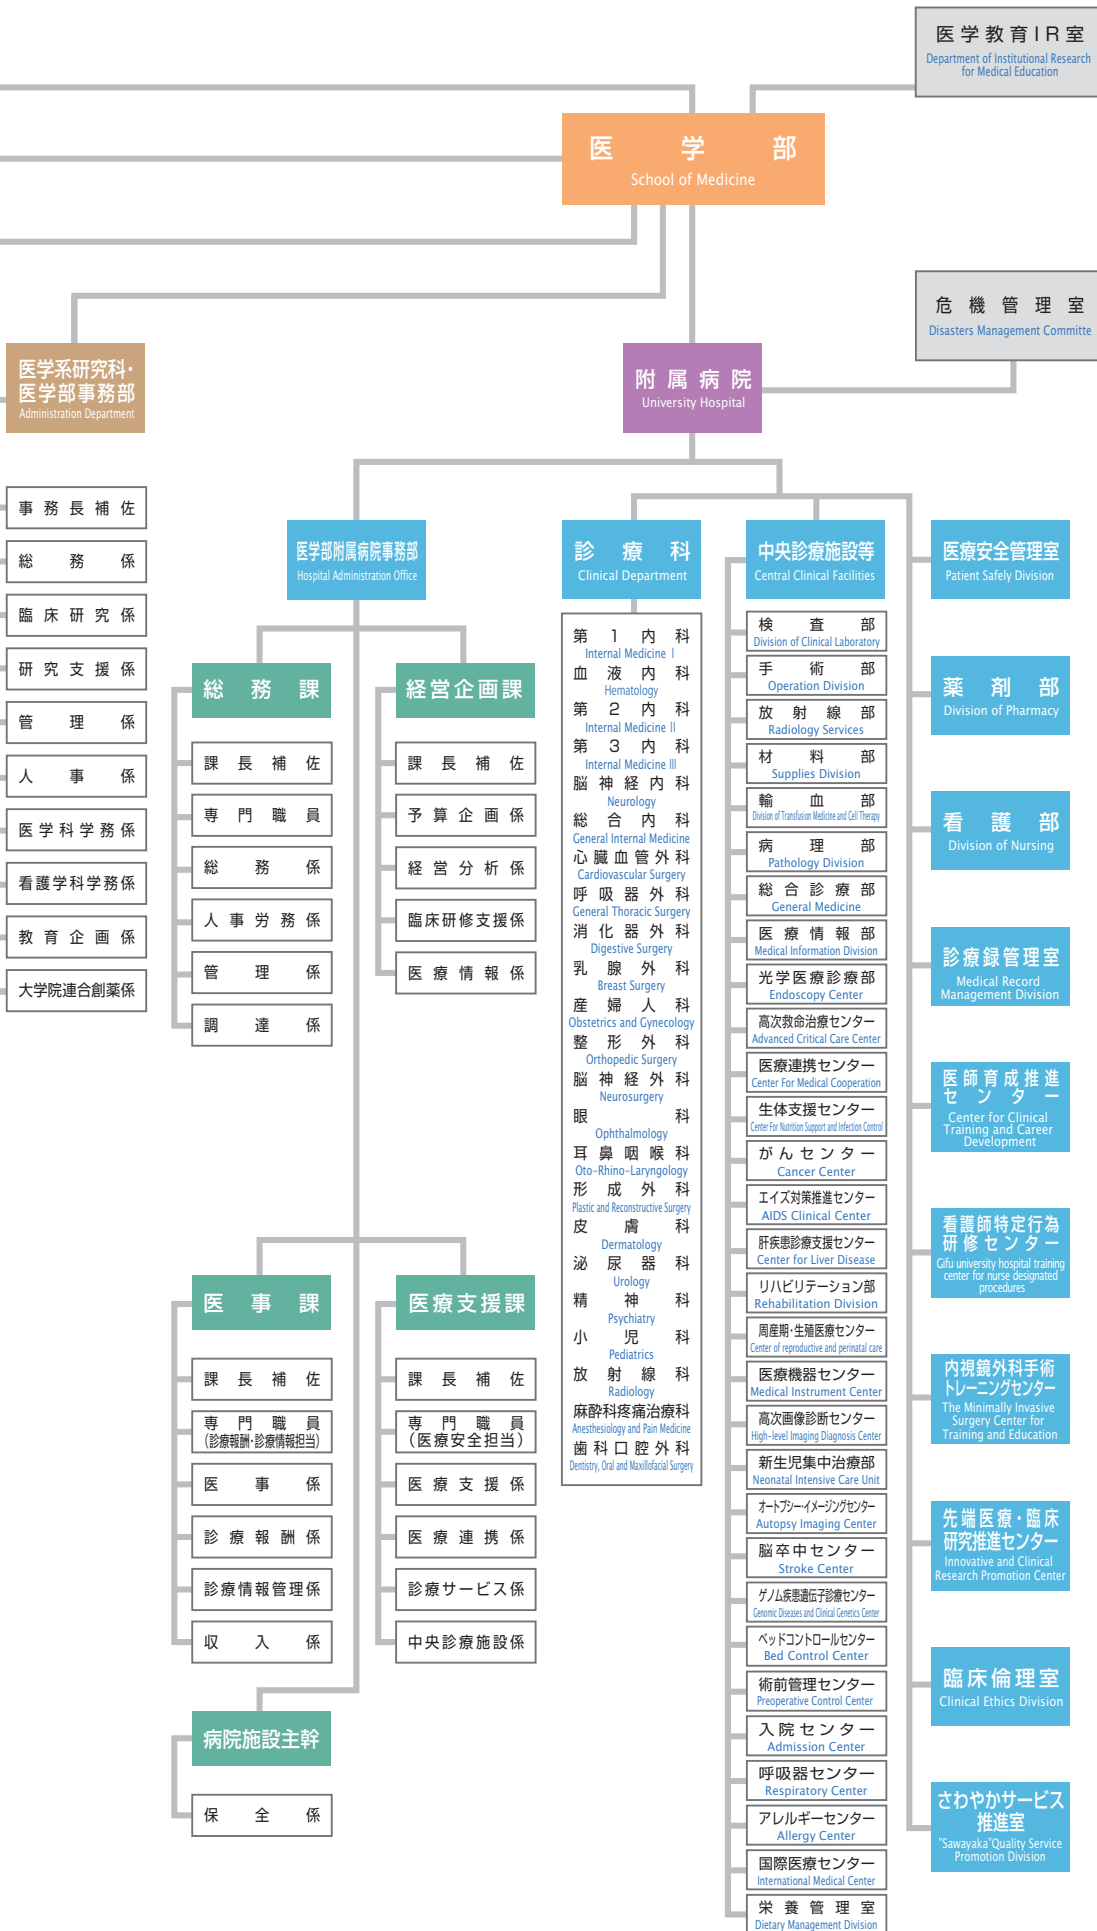 医学教育IR室
Department of Institutional Research
for Medical Education
医学部
School of Medicine
危機管理室
Disasters Management Committe
医学系研究科・
医学部事務部
Administration Department
附属病院
University Hospital
事務長補佐
総務係
臨床研究係
研究支援係
管理係
人事係
医学科学務係
看護学科学務係
教育企画係
大学院連合創薬係
医学部附属病院事務部
Hospital Administration Office
総務課
課長補佐
専門職員
総務係
人事労務係
管理係
調達係
経営企画課
課長補佐
予算企画係
経営分析係
臨床研修支援係
医療情報係
医事課
課長補佐
専門職員
(診療報酬・診療情報担当)
医事係
診療報酬係
診療情報管理係
収入係
医療支援課
課長補佐
専門職員
(医療安全担当)
医療支援係
医療連携係
診療サービス係
中央診療施設係
病院施設主幹
保全係
診療科
Clinical Department
第1内科
Internal Medicine Ⅰ
血液内科
Hematology
第2内科
Internal Medicine Ⅱ
第3内科
Internal Medicine Ⅲ
脳神経内科
Neurology
総合内科
General Internal Medicine
心臓血管外科
Cardiovascular Surgery
呼吸器外科
General Thoracic Surgery
消化器外科
Digestive Surgery
乳腺外科
Breast Surgery
産婦人科
Obstetrics and Gynecology
整形外科
Orthopedic Surgery
脳神経外科
Neurosurgery
眼科
Ophthalmology
耳鼻咽喉科
Oto-Rhino-Laryngology
形成外科
Plastic and Reconstructive Surgery
皮膚科
Dermatology
泌尿器科
Urology
精神科
Psychiatry
小児科
Pediatrics
放射線科
Radiology
麻酔科疼痛治療科
Anesthesiology and Pain Medicine
歯科口腔外科
Dentistry, Oral and Maxillofacial Surgery
中央診療施設等
Central Clinical Facilities
検査部
Division of Clinical Laboratory
手術部
Operation Division
放射線部
Radiology Services
材料部
Supplies Division
輸血部
Division of Transfusion Medicine and Cell Therapy
病理部
Pathology Division
総合診療部
General Medicine
医療情報部
Medical Information Division
光学医療診療部
Endoscopy Center
高次救命治療センター
Advanced Critical Care Center
医療連携センター
Center For Medical Cooperation
生体支援センター
Center For Nutrition Support and Infection Control
がんセンター
Cancer Center
エイズ対策推進センター
AIDS Clinical Center
肝疾患診療支援センター
Center for Liver Disease
リハビリテーション部
Rehabilitation Division
周産期・生殖医療センター
Center of reproductive and perinatal care
医療機器センター
Medical Instrument Center
高次画像診断センター
High-level Imaging Diagnosis Center
新生児集中治療部
Neonatal Intensive Care Unit
オートプシー・イメージングセンター
Autopsy Imaging Center
脳卒中センター
Stroke Center
ゲノム疾患遺伝子診療センター
Genomic Diseases and Clinical Genetics Center
ベッドコントロールセンター
Bed Control Center
術前管理センター
Preoperative Control Center
入院センター
Admission Center
呼吸器センター
Respiratory Center
アレルギーセンター
Allergy Center
国際医療センター
International Medical Center
栄養管理室
Dietary Management Division
医療安全管理室
Patient Safely Division
薬剤部
Division of Pharmacy
看護部
Division of Nursing
診療録管理室
Medical Record
Management Division
医師育成推進
センター
Center for Clinical
Training and Career
Development
看護師特定行為
研修センター
Gifu university hospital training
center for nurse designated
procedures
内視鏡外科手術
トレーニングセンター
The Minimally Invasive
Surgery Center for
Training and Education
先端医療・臨床
研究推進センター
Innovative and Clinical
Research Promotion Center
臨床倫理室
Clinical Ethics Division
さわやかサービス
推進室
"Sawayaka"Quality Service
Promotion Division